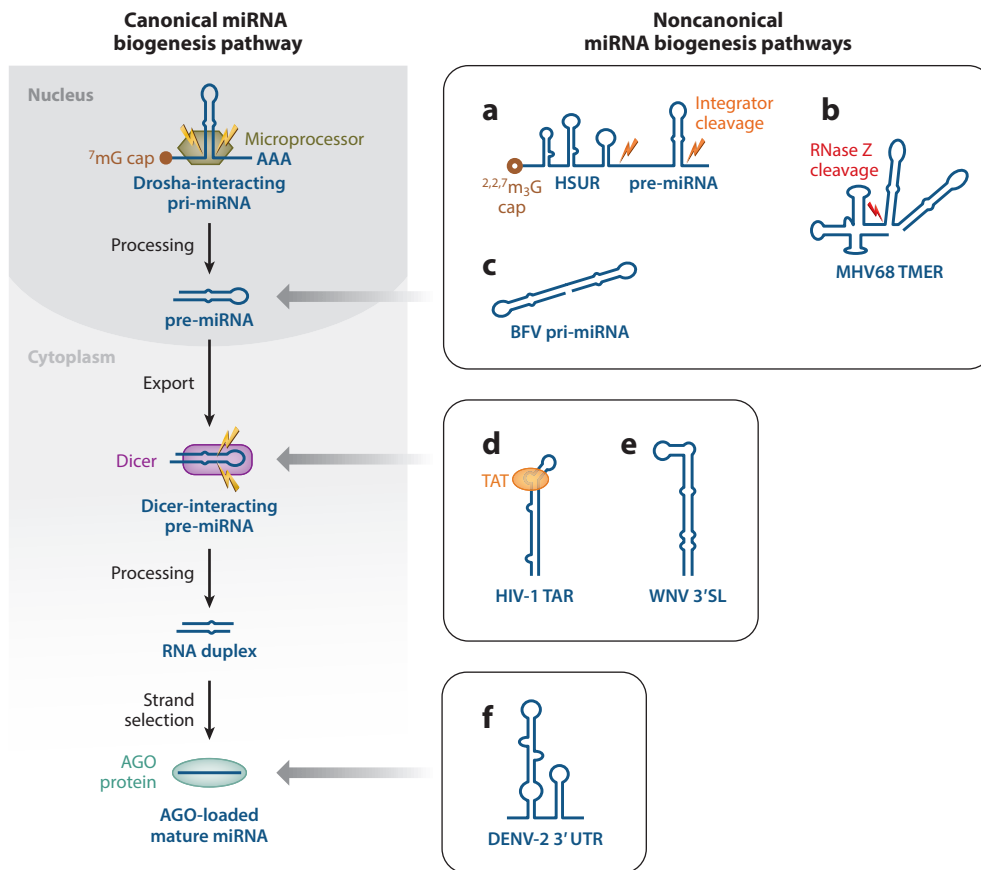 Canonical miRNA
biogenesis pathway
Nucleus
Microprocessor
⁷mG cap
AAA
Drosha-interacting
pri-miRNA
Processing
pre-miRNA
Cytoplasm
Export
Dicer
Dicer-interacting
pre-miRNA
Processing
RNA duplex
Strand
selection
AGO
protein
AGO-loaded
mature miRNA
Noncanonical
miRNA biogenesis pathways
a
Integrator
cleavage
HSUR
pre-miRNA
²,²,⁷m₃G
cap
b
RNase Z
cleavage
MHV68 TMER
c
BFV pri-miRNA
d
TAT
HIV-1 TAR
e
WNV 3′SL
f
DENV-2 3′ UTR